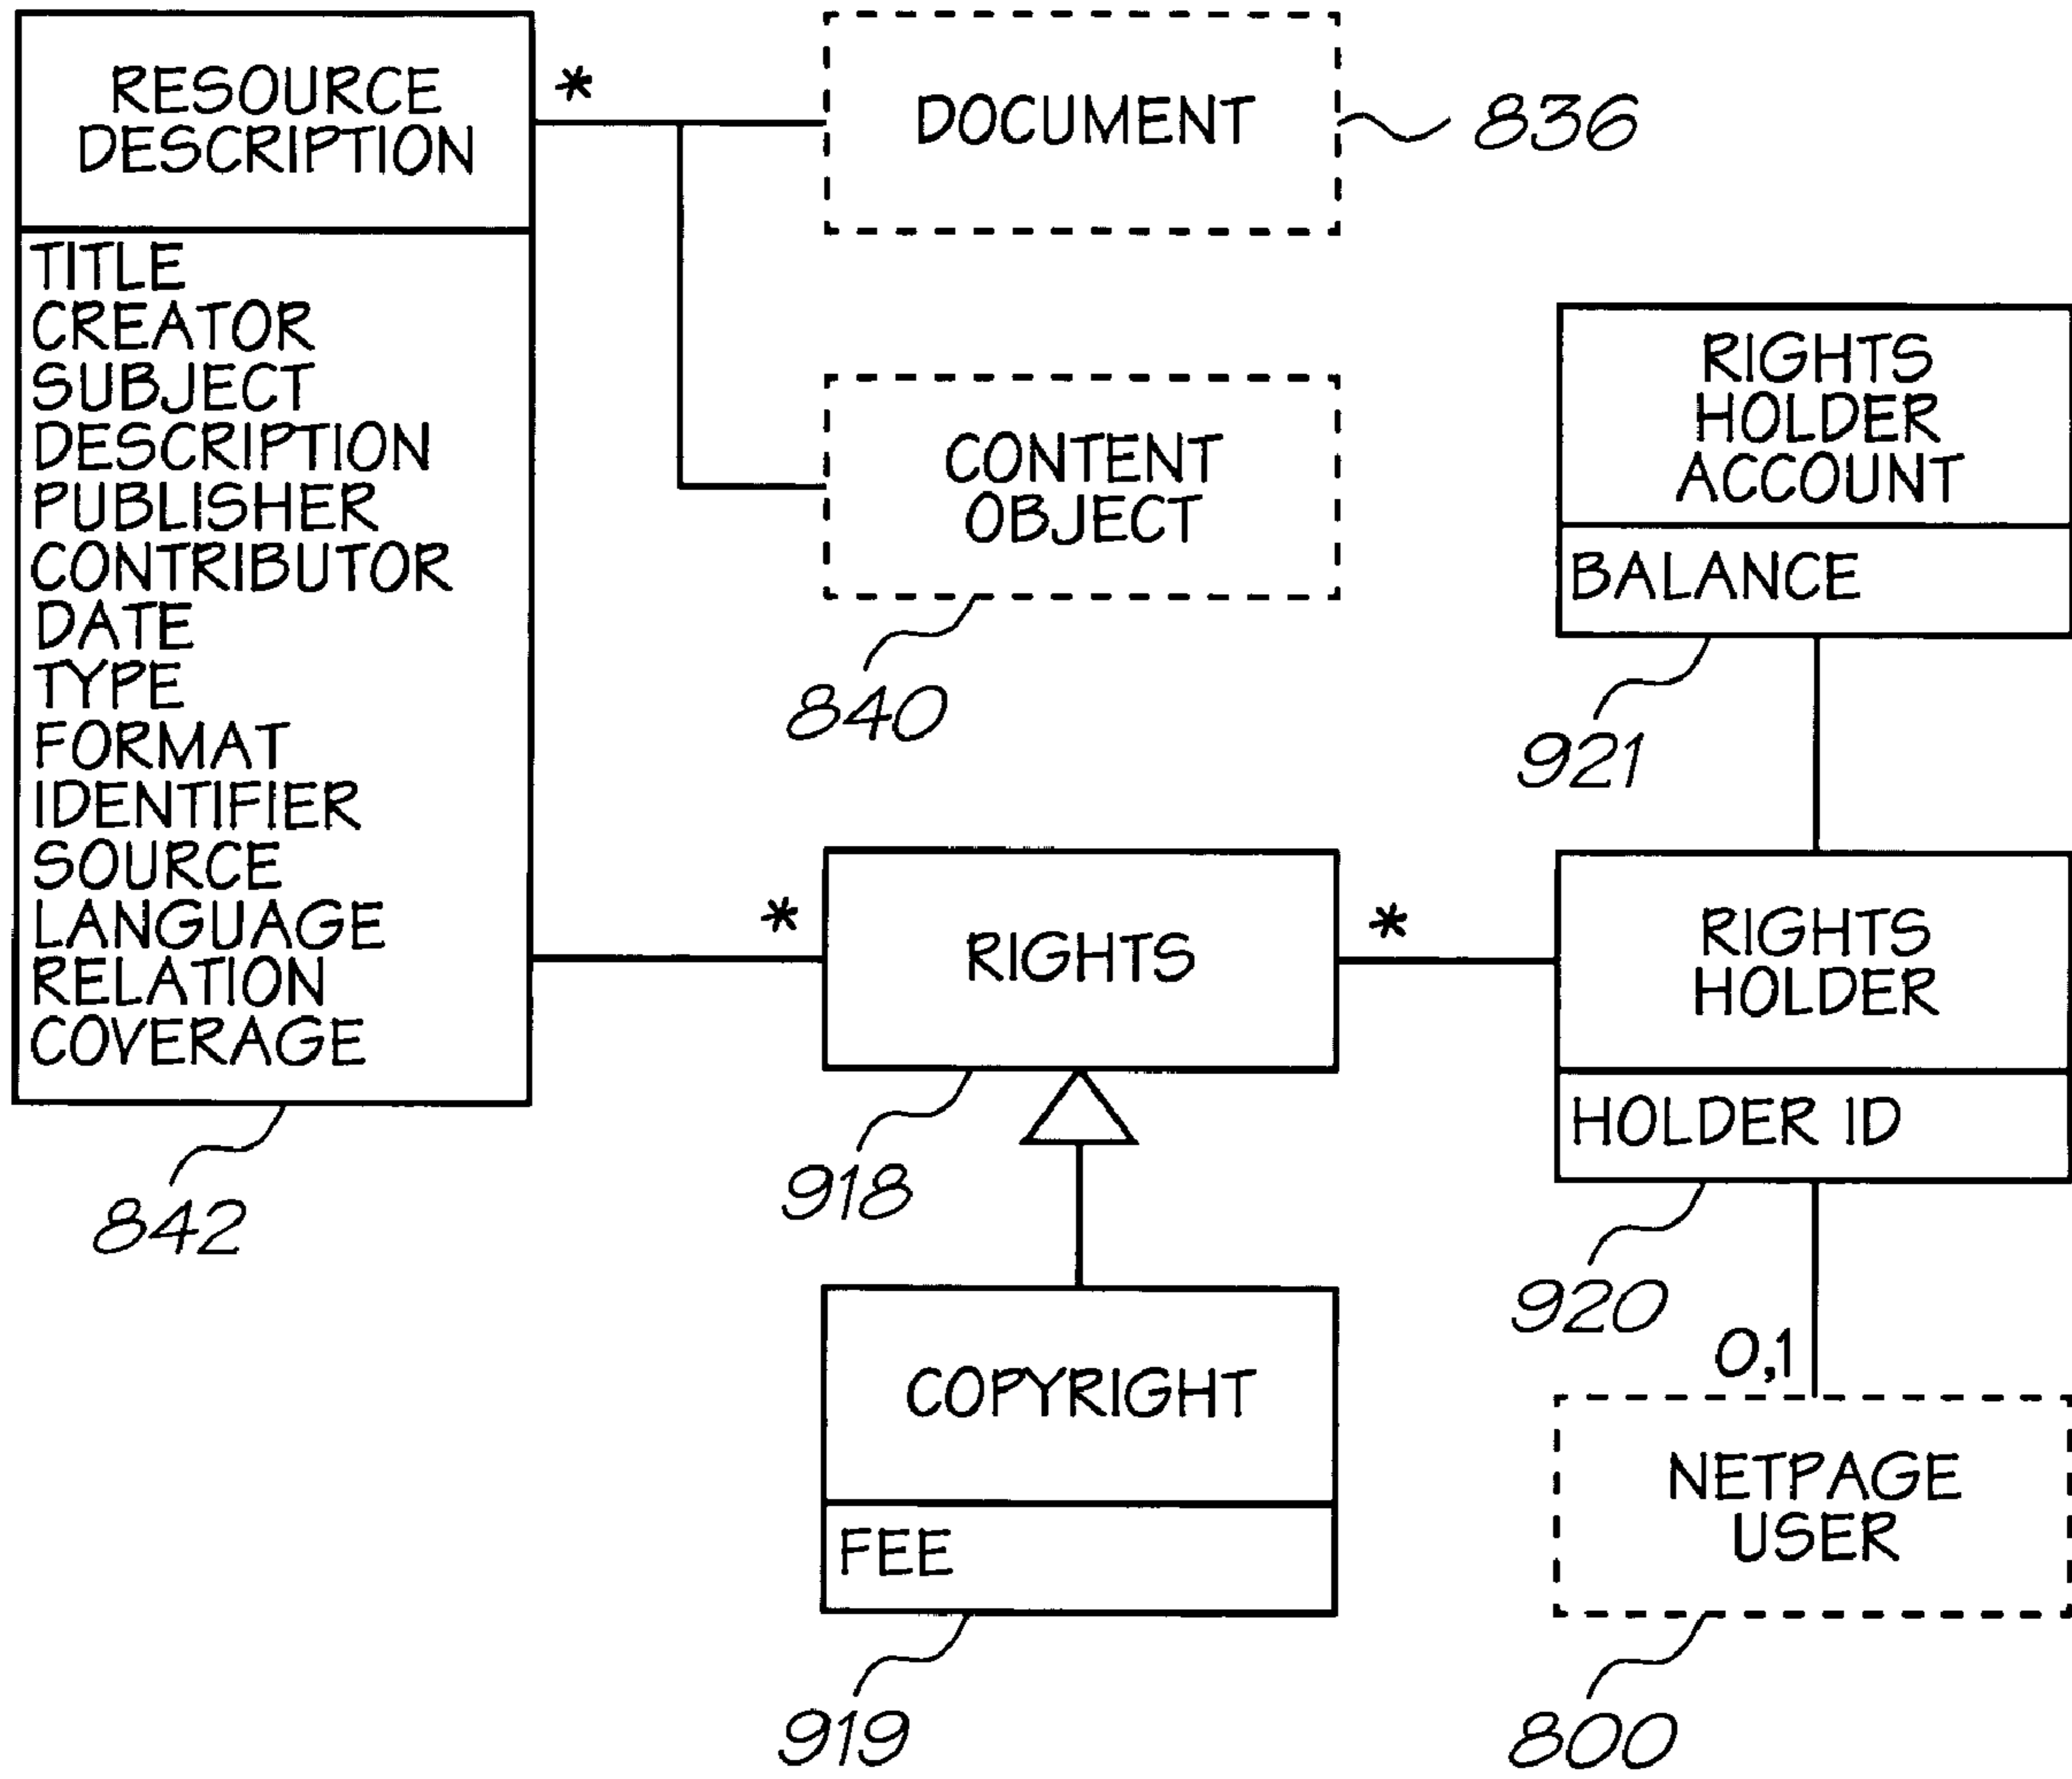 RESOURCE
DESCRIPTION
TITLE
CREATOR
SUBJECT
DESCRIPTION
PUBLISHER
CONTRIBUTOR
DATE
TYPE
FORMAT
IDENTIFIER
SOURCE
LANGUAGE
RELATION
COVERAGE
842
*
DOCUMENT
836
CONTENT
OBJECT
840
RIGHTS
HOLDER
ACCOUNT
BALANCE
921
*
RIGHTS
918
*
RIGHTS
HOLDER
HOLDER ID
920
COPYRIGHT
FEE
919
0,1
NETPAGE
USER
800